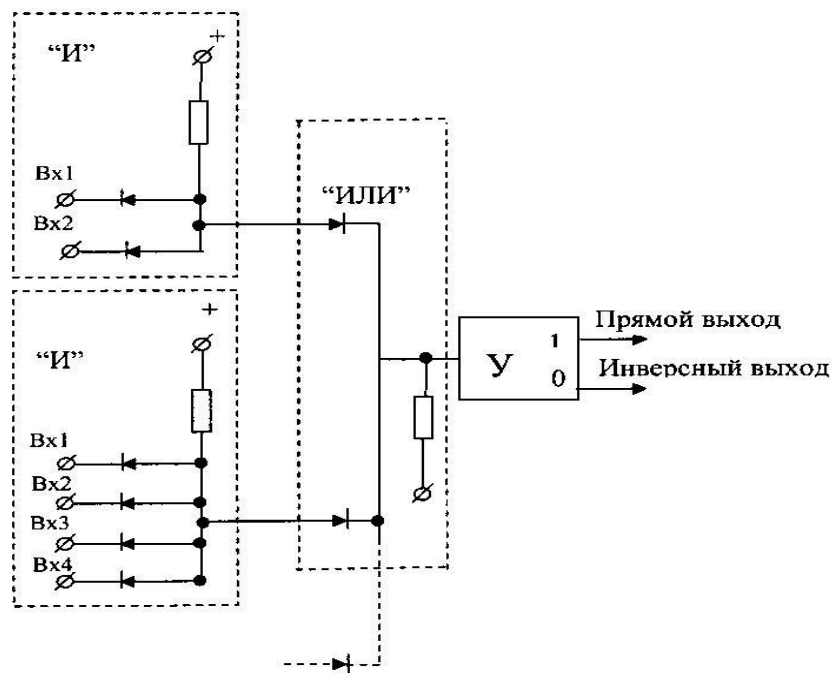 “И”
+
Вх1
Вх2
“ИЛИ”
+
“И”
Вх1
Вх2
Вх3
Вх4
У
1
0
Прямой выход
Инверсный выход